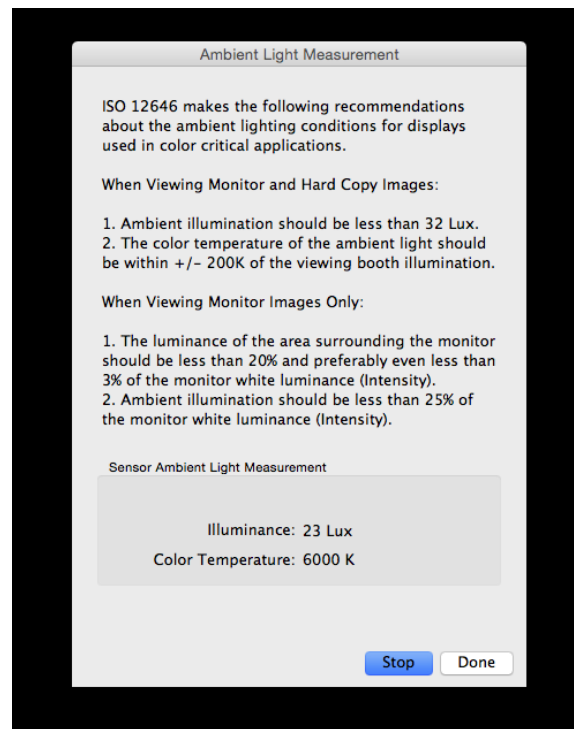 Ambient Light Measurement
ISO 12646 makes the following recommendations
about the ambient lighting conditions for displays
used in color critical applications.
When Viewing Monitor and Hard Copy Images:
1. Ambient illumination should be less than 32 Lux.
2. The color temperature of the ambient light should
be within +/- 200K of the viewing booth illumination.
When Viewing Monitor Images Only:
1. The luminance of the area surrounding the monitor
should be less than 20% and preferably even less than
3% of the monitor white luminance (Intensity).
2. Ambient illumination should be less than 25% of
the monitor white luminance (Intensity).
Sensor Ambient Light Measurement
Illuminance: 23 Lux
Color Temperature: 6000 K
Stop Done